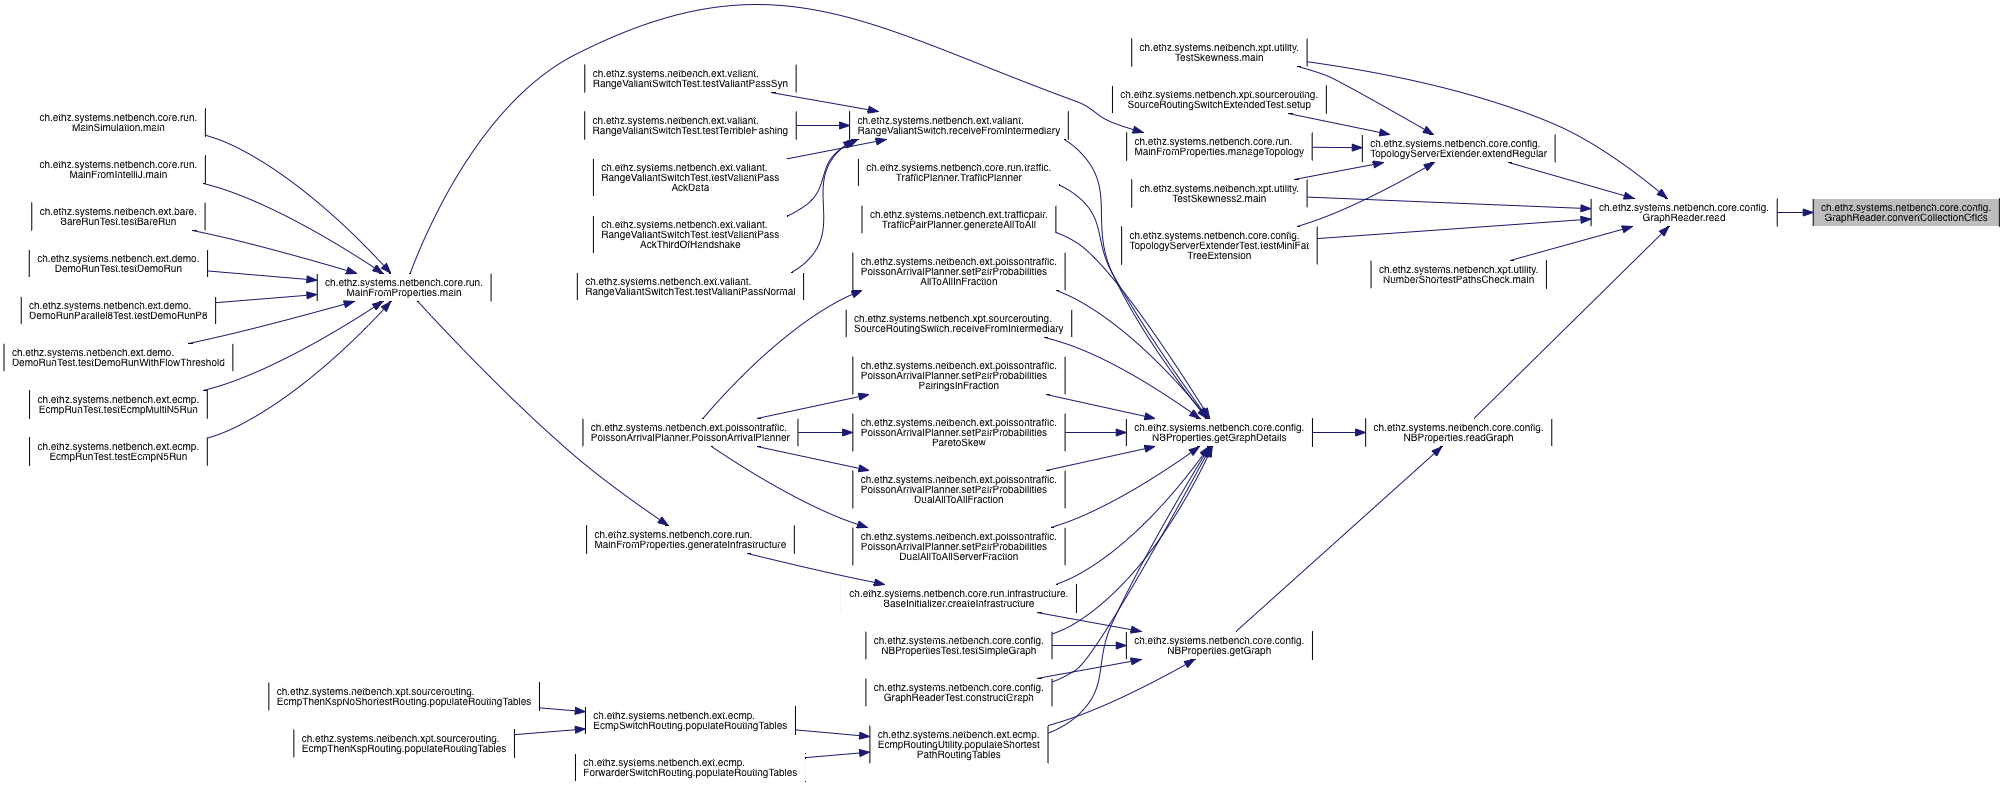 ch.ethz.systems.netbench.core.run.
MainSimulation.main
ch.ethz.systems.netbench.core.run.
MainFromIntelliJ.main
ch.ethz.systems.netbench.ext.bare.
BareRunTest.testBareRun
ch.ethz.systems.netbench.ext.demo.
DemoRunTest.testDemoRun
ch.ethz.systems.netbench.ext.demo.
DemoRunParallel8Test.testDemoRunP8
ch.ethz.systems.netbench.ext.demo.
DemoRunTest.testDemoRunWithFlowThreshold
ch.ethz.systems.netbench.ext.ecmp.
EcmpRunTest.testEcmpMultiN5Run
ch.ethz.systems.netbench.ext.ecmp.
EcmpRunTest.testEcmpN5Run
ch.ethz.systems.netbench.core.run.
MainFromProperties.main
ch.ethz.systems.netbench.xpt.sourcerouting.
EcmpThenKspNoShortestRouting.populateRoutingTables
ch.ethz.systems.netbench.xpt.sourcerouting.
EcmpThenKspRouting.populateRoutingTables
ch.ethz.systems.netbench.ext.valiant.
RangeValiantSwitchTest.testValiantPassSyn
ch.ethz.systems.netbench.ext.valiant.
RangeValiantSwitchTest.testTerribleHashing
ch.ethz.systems.netbench.ext.valiant.
RangeValiantSwitchTest.testValiantPass
AckData
ch.ethz.systems.netbench.ext.valiant.
RangeValiantSwitchTest.testValiantPass
AckThirdOfHandshake
ch.ethz.systems.netbench.ext.valiant.
RangeValiantSwitchTest.testValiantPassNormal
ch.ethz.systems.netbench.ext.poissontraffic.
PoissonArrivalPlanner.PoissonArrivalPlanner
ch.ethz.systems.netbench.core.run.
MainFromProperties.generateInfrastructure
ch.ethz.systems.netbench.ext.ecmp.
EcmpSwitchRouting.populateRoutingTables
ch.ethz.systems.netbench.ext.ecmp.
ForwarderSwitchRouting.populateRoutingTables
ch.ethz.systems.netbench.ext.valiant.
RangeValiantSwitch.receiveFromIntermediary
ch.ethz.systems.netbench.core.run.traffic.
TrafficPlanner.TrafficPlanner
ch.ethz.systems.netbench.ext.trafficpair.
TrafficPairPlanner.generateAllToAll
ch.ethz.systems.netbench.ext.poissontraffic.
PoissonArrivalPlanner.setPairProbabilities
AllToAllInFraction
ch.ethz.systems.netbench.xpt.sourcerouting.
SourceRoutingSwitch.receiveFromIntermediary
ch.ethz.systems.netbench.ext.poissontraffic.
PoissonArrivalPlanner.setPairProbabilities
PairingsInFraction
ch.ethz.systems.netbench.ext.poissontraffic.
PoissonArrivalPlanner.setPairProbabilities
ParetoSkew
ch.ethz.systems.netbench.ext.poissontraffic.
PoissonArrivalPlanner.setPairProbabilities
DualAllToAllFraction
ch.ethz.systems.netbench.ext.poissontraffic.
PoissonArrivalPlanner.setPairProbabilities
DualAllToAllServerFraction
ch.ethz.systems.netbench.core.run.infrastructure.
BaseInitializer.createInfrastructure
ch.ethz.systems.netbench.core.config.
NBPropertiesTest.testSimpleGraph
ch.ethz.systems.netbench.core.config.
GraphReaderTest.constructGraph
ch.ethz.systems.netbench.ext.ecmp.
EcmpRoutingUtility.populateShortest
PathRoutingTables
ch.ethz.systems.netbench.xpt.utility.
TestSkewness.main
ch.ethz.systems.netbench.xpt.sourcerouting.
SourceRoutingSwitchExtendedTest.setup
ch.ethz.systems.netbench.core.run.
MainFromProperties.manageTopology
ch.ethz.systems.netbench.xpt.utility.
TestSkewness2.main
ch.ethz.systems.netbench.core.config.
TopologyServerExtenderTest.testMiniFat
TreeExtension
ch.ethz.systems.netbench.core.config.
NBProperties.getGraphDetails
ch.ethz.systems.netbench.core.config.
NBProperties.getGraph
ch.ethz.systems.netbench.core.config.
TopologyServerExtender.extendRegular
ch.ethz.systems.netbench.xpt.utility.
NumberShortestPathsCheck.main
ch.ethz.systems.netbench.core.config.
NBProperties.readGraph
ch.ethz.systems.netbench.core.config.
GraphReader.read
ch.ethz.systems.netbench.core.config.